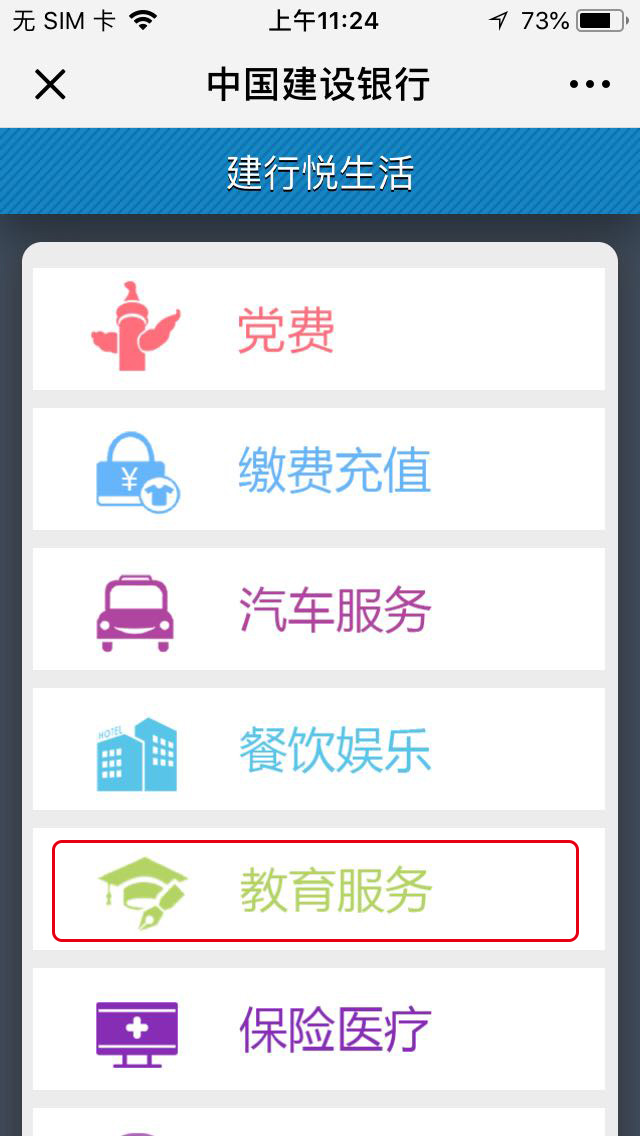 无 SIM 卡 上午11:24 73%
中国建设银行
建行悦生活
党费
¥
缴费充值
汽车服务
HOTEL
餐饮娱乐
教育服务
保险医疗